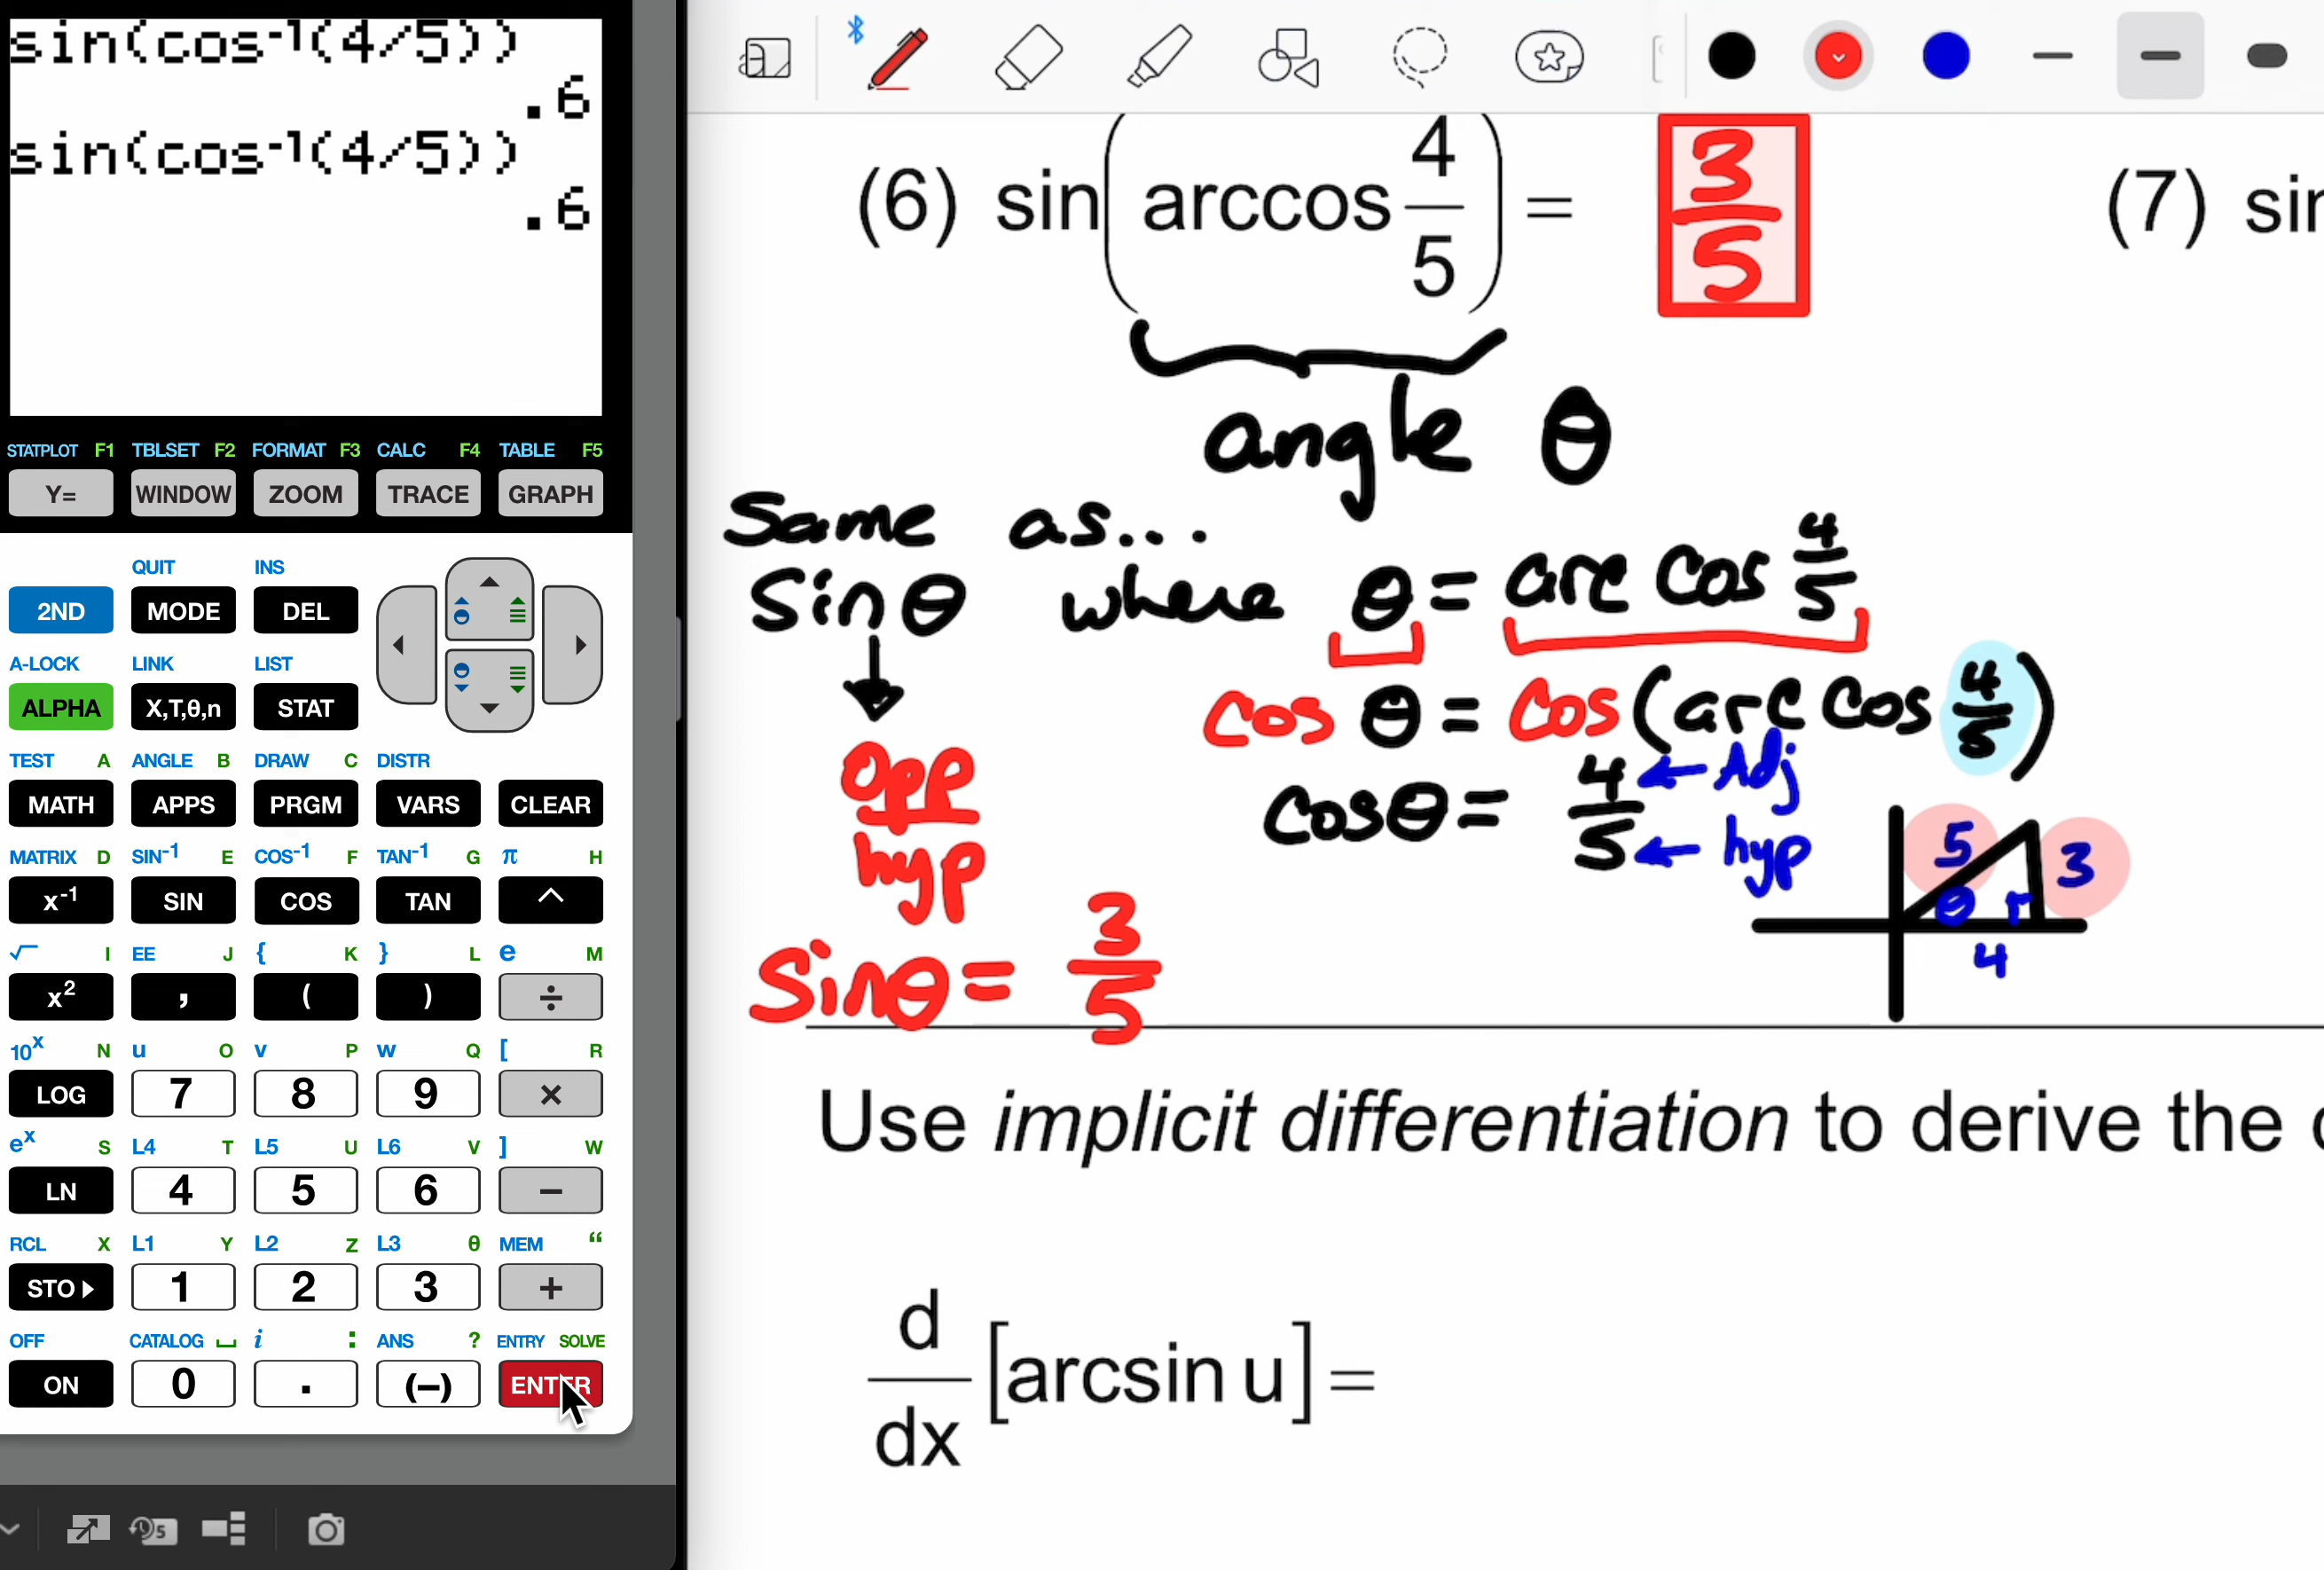 sin(cos⁻¹(4/5))
.6
sin(cos⁻¹(4/5))
.6
STATPLOT F1 TBLSET F2 FORMAT F3 CALC F4 TABLE F5
Y= WINDOW ZOOM TRACE GRAPH
QUIT INS
2ND MODE DEL
A-LOCK LINK LIST
ALPHA X,T,θ,n STAT
TEST A ANGLE B DRAW C DISTR
MATH APPS PRGM VARS CLEAR
MATRIX D SIN⁻¹ E COS⁻¹ F TAN⁻¹ G π H
x⁻¹ SIN COS TAN ^
√ I EE J { K } L e M
x² , ( ) ÷
10ˣ N u O v P w Q [ R
LOG 7 8 9 ×
eˣ S L4 T L5 U L6 V ] W
LN 4 5 6 −
RCL X L1 Y L2 Z L3 θ MEM “
STO▶ 1 2 3 +
OFF CATALOG ⎵ i : ANS ? ENTRY SOLVE
ON 0 . (−) ENTER
5
a
(6) sin(arccos 4/5) = 3/5
(7) sin
angle θ
Same as...
sin θ where θ = arc cos 4/5
cos θ = cos(arc cos 4/5)
opp/hyp
cosθ = 4/5 ← Adj
← hyp
5 3
θ
4
sinθ = 3/5
Use implicit differentiation to derive the
d/dx [arcsin u] =